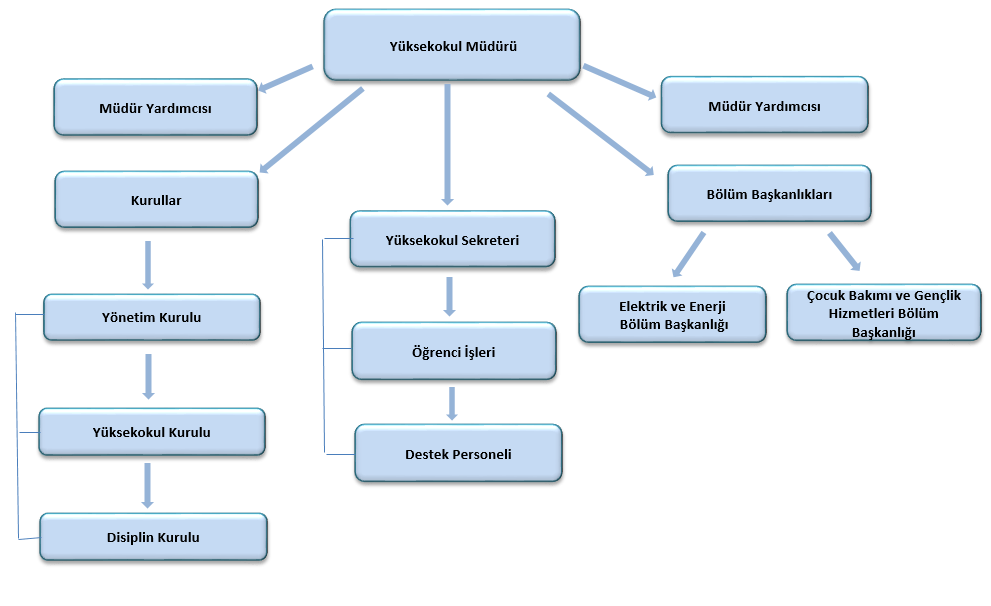 Yüksekokul Müdürü
Müdür Yardımcısı
Müdür Yardımcısı
Kurullar
Bölüm Başkanlıkları
Yüksekokul Sekreteri
Yönetim Kurulu
Elektrik ve Enerji
Bölüm Başkanlığı
Çocuk Bakımı ve Gençlik
Hizmetleri Bölüm
Başkanlığı
Öğrenci İşleri
Yüksekokul Kurulu
Destek Personeli
Disiplin Kurulu